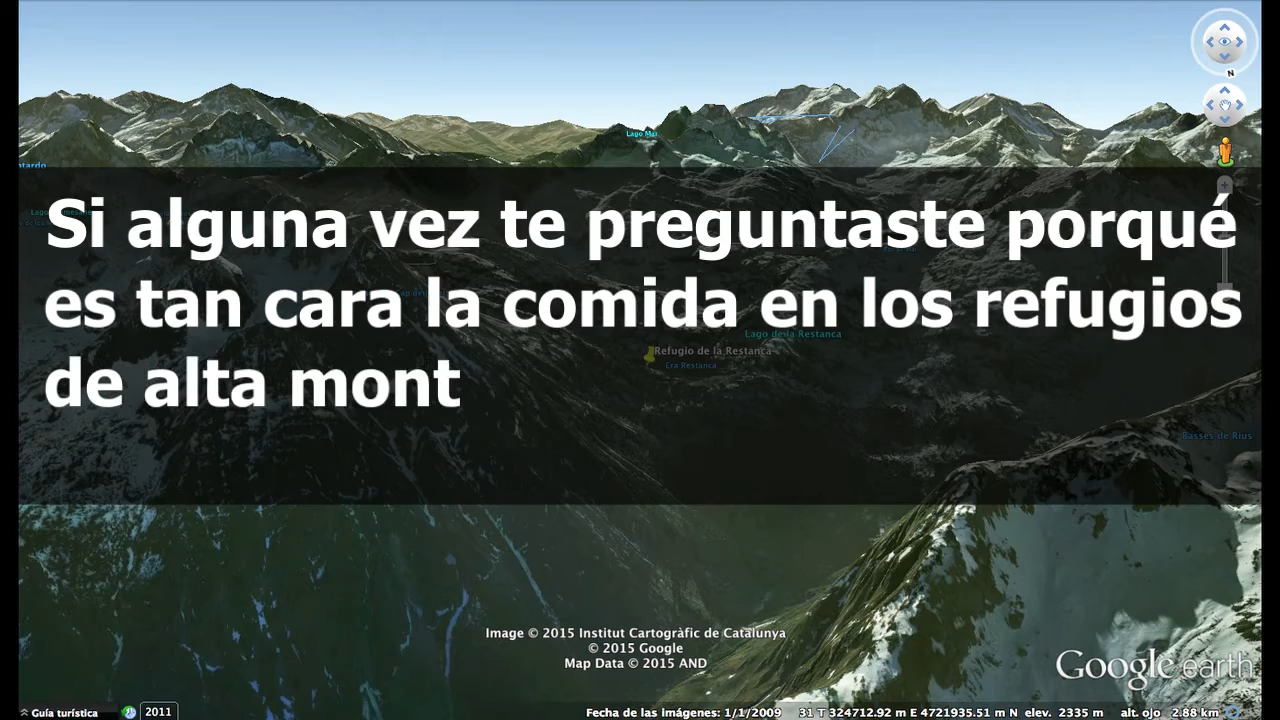 N
Lago Mar
ntardo
Si alguna vez te preguntaste porqué
es tan cara la comida en los refugios
de alta mont
Lago de la Restanca
Refugio de la Restanca
Era Restanca
Basses de Rius
Image © 2015 Institut Cartogràfic de Catalunya
© 2015 Google
Map Data © 2015 AND
Google earth
Guía turística
2011
Fecha de las imágenes: 1/1/2009 31 T 324712.92 m E 4721935.51 m N elev. 2335 m alt. ojo 2.88 km